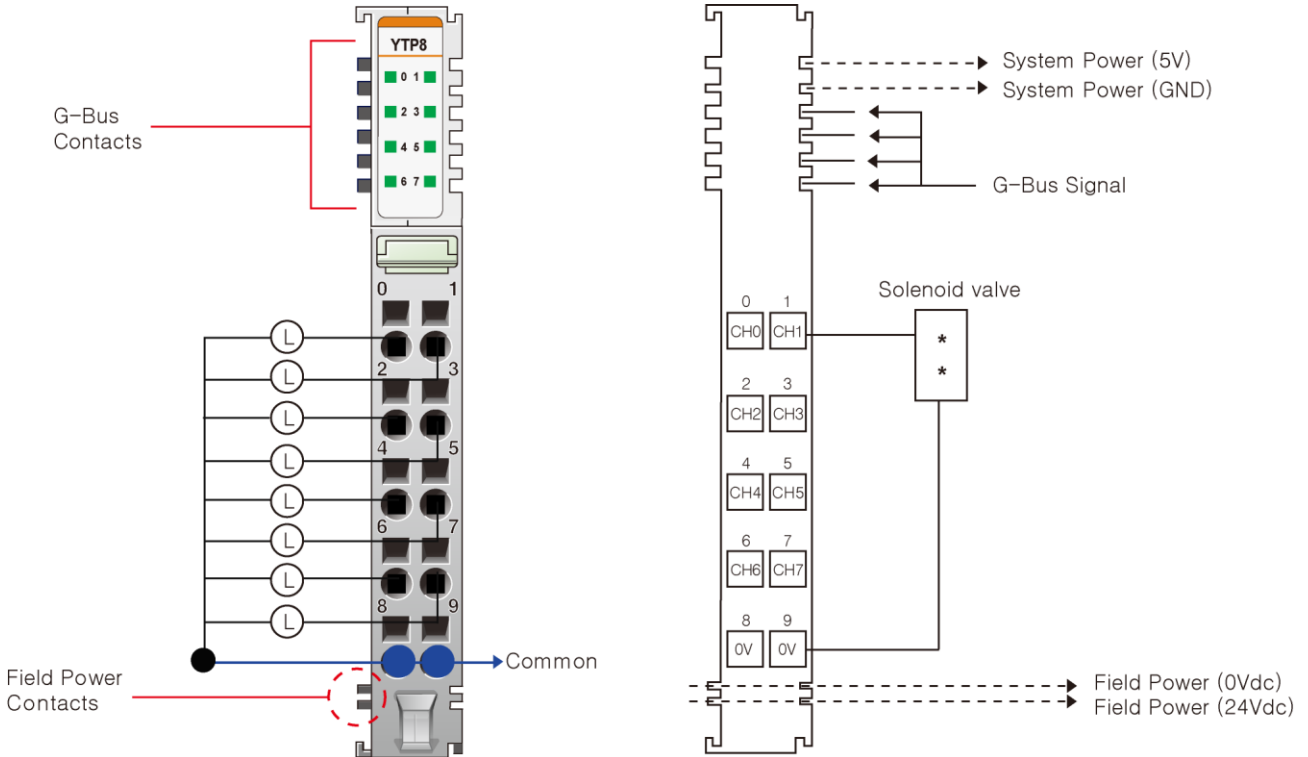 YTP8
0 1
2 3
4 5
6 7
G-Bus
Contacts
0 1
L
L
2 3
L
4 5
L
L
6 7
L
L
8 9
L
Common
Field Power
Contacts
System Power (5V)
System Power (GND)
G-Bus Signal
Solenoid valve
0 1
CH0 CH1
*
*
2 3
CH2 CH3
4 5
CH4 CH5
6 7
CH6 CH7
8 9
0V 0V
Field Power (0Vdc)
Field Power (24Vdc)